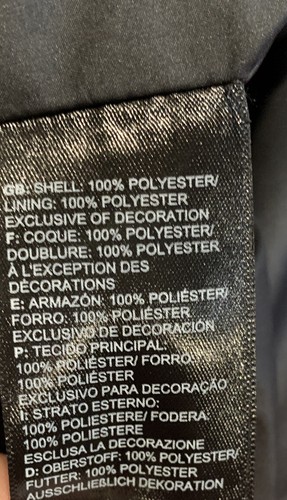 GB: SHELL: 100% POLYESTER/
LINING: 100% POLYESTER
EXCLUSIVE OF DECORATION
F: COQUE: 100% POLYESTER/
DOUBLURE: 100% POLYESTER
À L'EXCEPTION DES
DÉCORATIONS
E: ARMAZÓN: 100% POLIÉSTER/
FORRO: 100% POLIÉSTER
EXCLUSIVO DE DECORACIÓN
P: TECIDO PRINCIPAL:
100% POLIÉSTER/ FORRO:
100% POLIÉSTER
EXCLUSIVO PARA DECORAÇÃO
I: STRATO ESTERNO:
100% POLIESTERE/ FODERA:
100% POLIESTERE
ESCLUSA LA DECORAZIONE
D: OBERSTOFF: 100% POLYESTER/
FUTTER: 100% POLYESTER
AUSSCHLIESSLICH DEKORATION